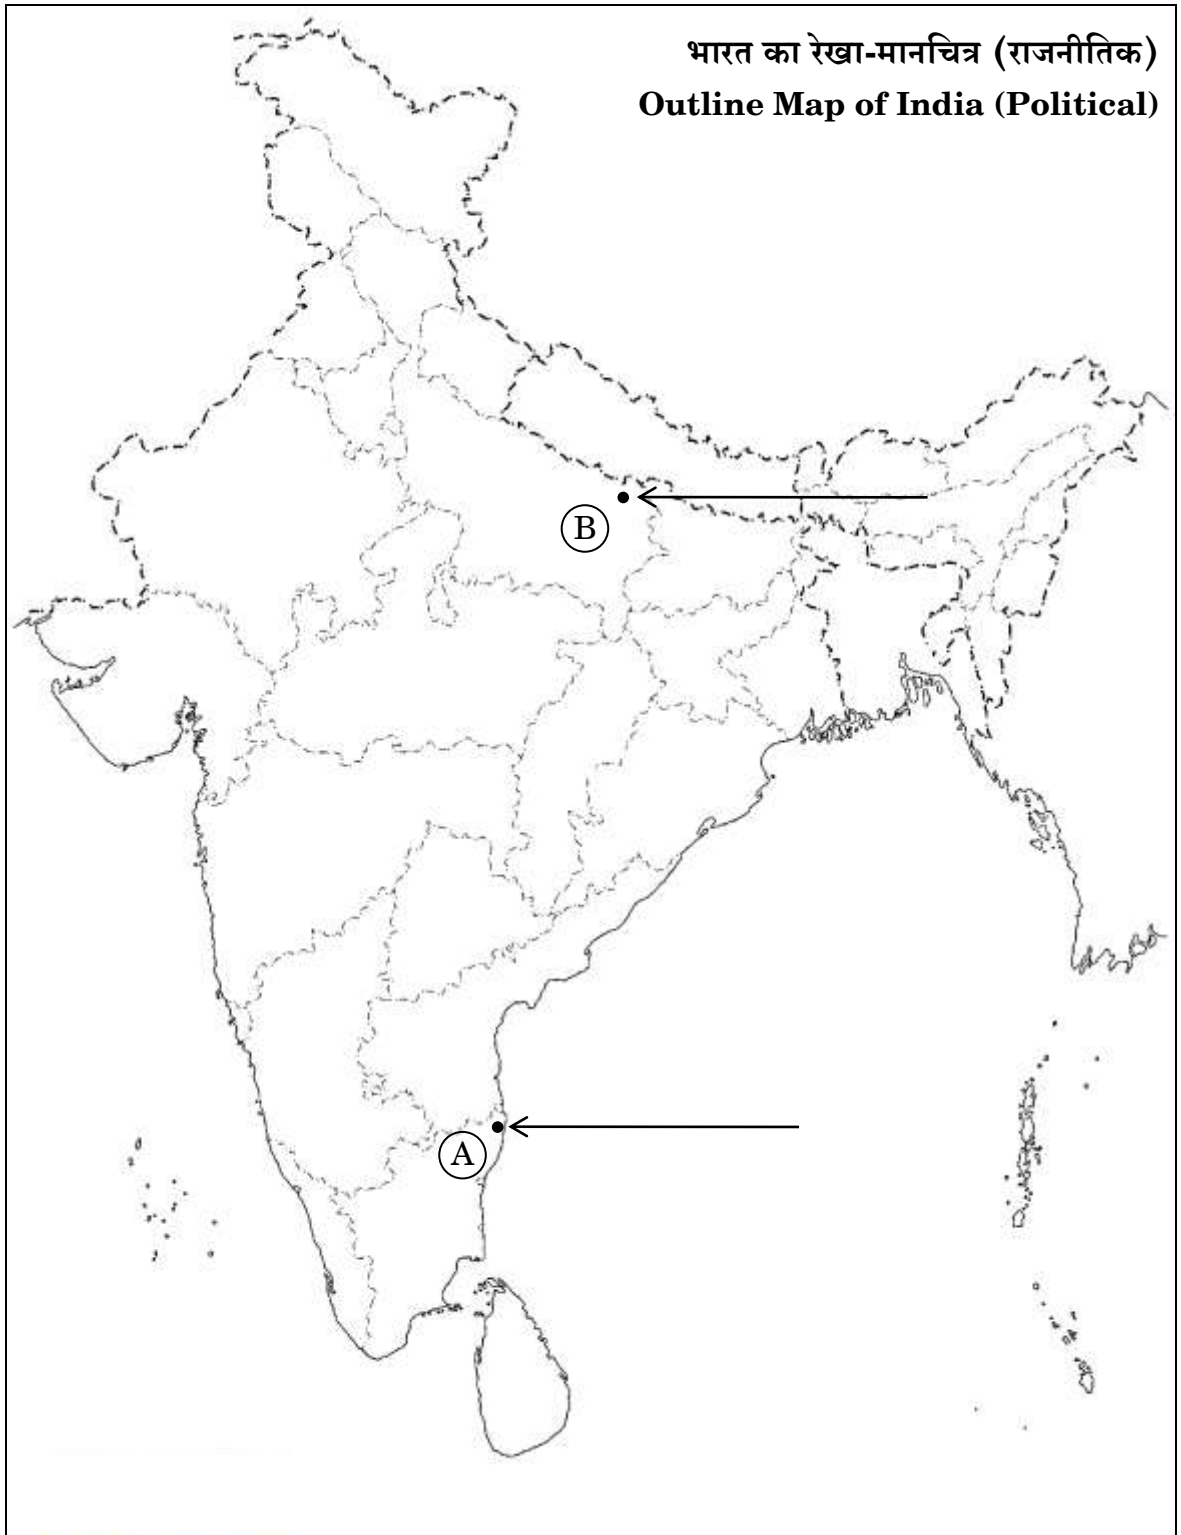 भारत का रेखा-मानचित्र (राजनीतिक)
Outline Map of India (Political)
B
A